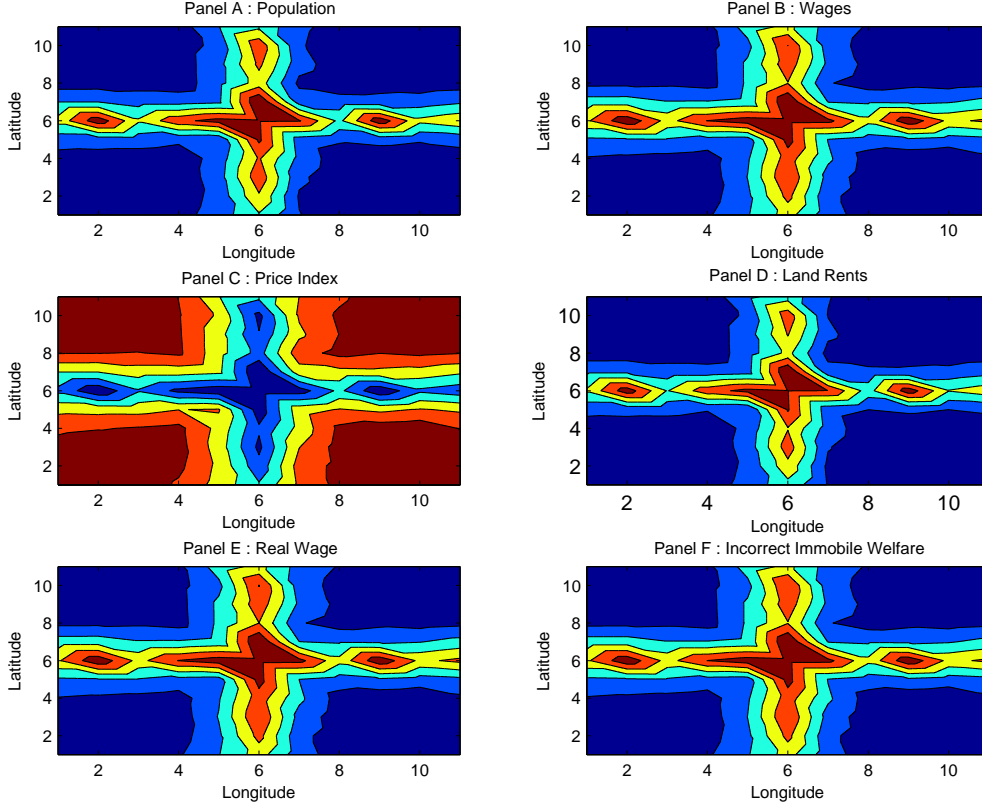 Panel A : Population
Latitude
10
8
6
4
2
2 4 6 8 10
Longitude
Panel B : Wages
Latitude
10
8
6
4
2
2 4 6 8 10
Longitude
Panel C : Price Index
Latitude
10
8
6
4
2
2 4 6 8 10
Longitude
Panel D : Land Rents
Latitude
10
8
6
4
2
2 4 6 8 10
Longitude
Panel E : Real Wage
Latitude
10
8
6
4
2
2 4 6 8 10
Longitude
Panel F : Incorrect Immobile Welfare
Latitude
10
8
6
4
2
2 4 6 8 10
Longitude